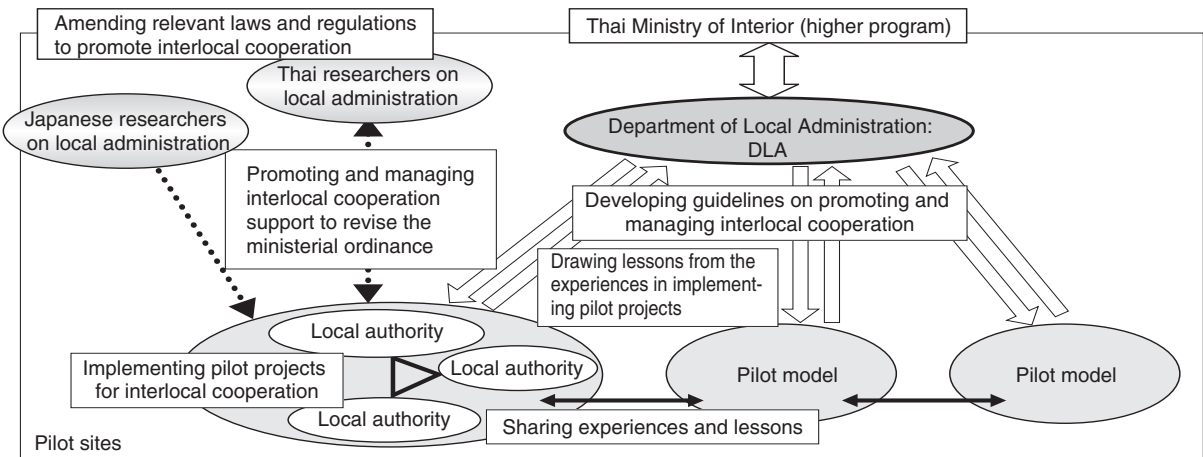 Amending relevant laws and regulations
to promote interlocal cooperation
Thai Ministry of Interior (higher program)
Thai researchers on
local administration
Japanese researchers
on local administration
Department of Local Administration:
DLA
Promoting and managing
interlocal cooperation
support to revise the
ministerial ordinance
Developing guidelines on promoting and
managing interlocal cooperation
Drawing lessons from the
experiences in implement-
ing pilot projects
Local authority
Local authority
Local authority
Implementing pilot projects
for interlocal cooperation
Pilot model
Pilot model
Sharing experiences and lessons
Pilot sites